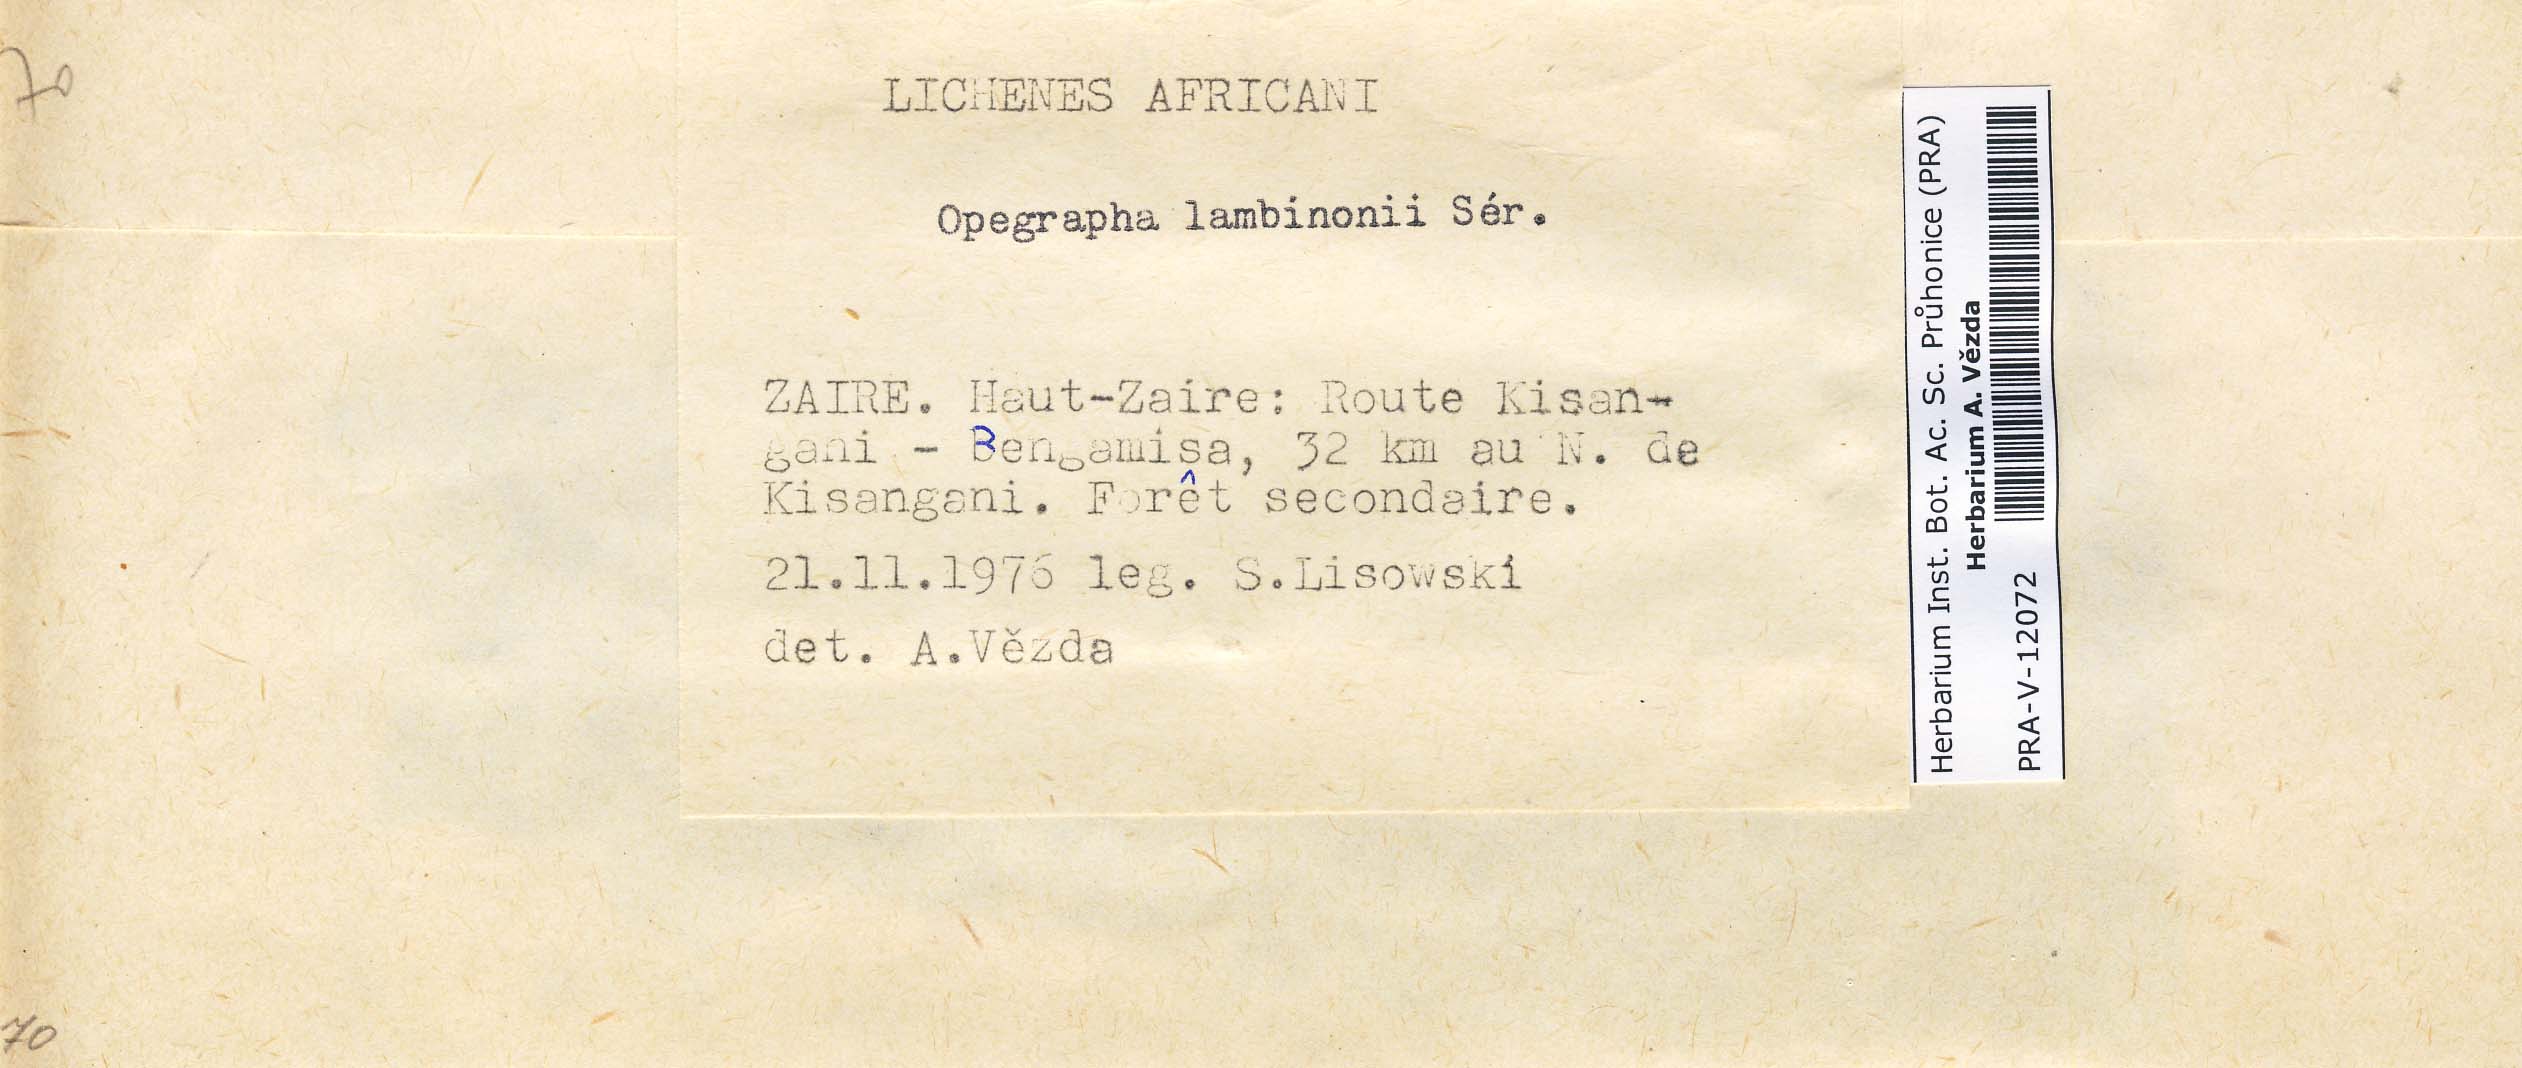 70
LICHENES AFRICANI
Opegrapha lambinonii Sér.
ZAIRE. Haut-Zaire: Route Kisan-
gani - Bengamisa, 32 km au N. de
Kisangani. Forêt secondaire.
21.11.1976 leg. S.Lisowski
det. A.Vězda
Herbarium Inst. Bot. Ac. Sc. Průhonice (PRA)
Herbarium A. Vězda
PRA-V-12072
70